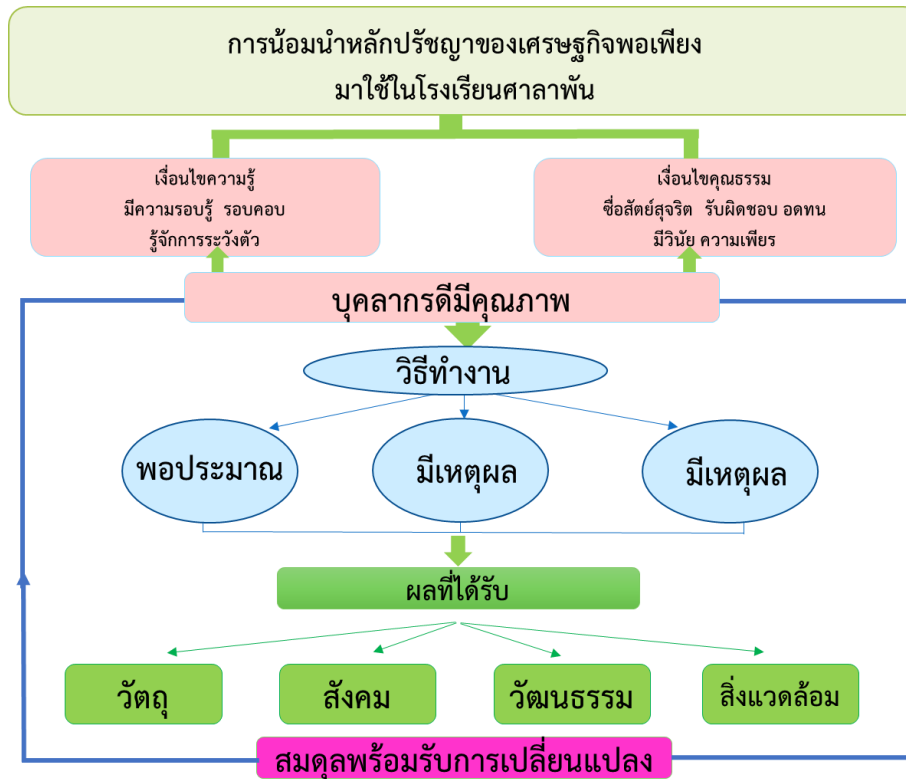 การน้อมนำหลักปรัชญาของเศรษฐกิจพอเพียง
มาใช้ในโรงเรียนศาลาพัน
เงื่อนไขความรู้
มีความรอบรู้ รอบคอบ
รู้จักการระวังตัว
เงื่อนไขคุณธรรม
ซื่อสัตย์สุจริต รับผิดชอบ อดทน
มีวินัย ความเพียร
บุคลากรดีมีคุณภาพ
วิธีทำงาน
พอประมาณ
มีเหตุผล
มีเหตุผล
ผลที่ได้รับ
วัตถุ
สังคม
วัฒนธรรม
สิ่งแวดล้อม
สมดุลพร้อมรับการเปลี่ยนแปลง